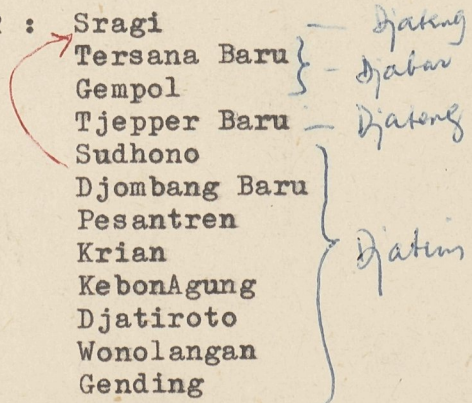 : Sragi — Djateng
Tersana Baru
Gempol } - Djabar
Tjepper Baru — Djateng
Sudhono
Djombang Baru
Pesantren
Krian } Djatim
KebonAgung
Djatiroto
Wonolangan
Gending